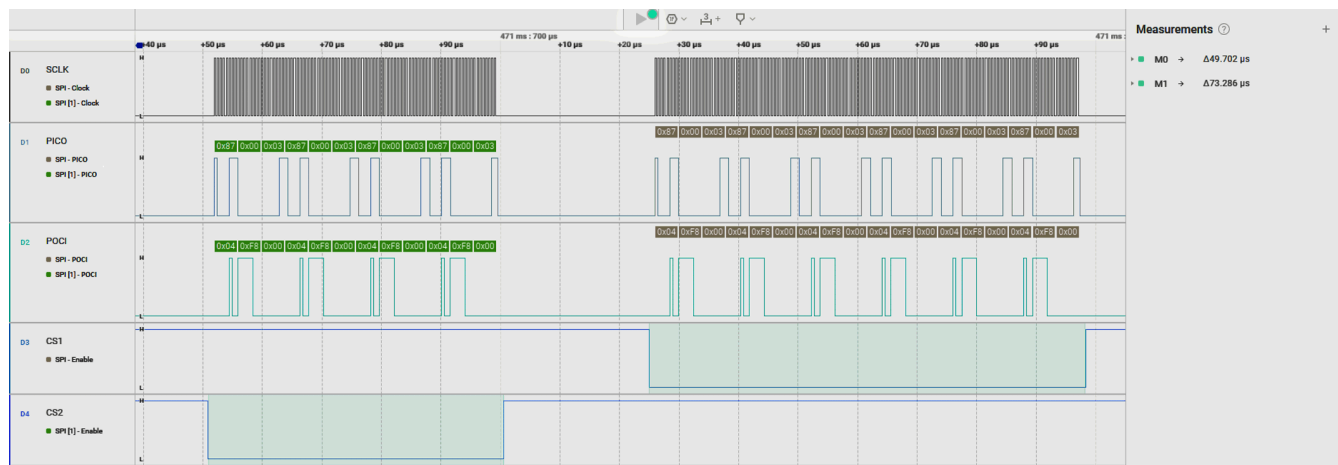 3
471 ms : 700 µs
471 ms :
+40 µs +50 µs +60 µs +70 µs +80 µs +90 µs +10 µs +20 µs +30 µs +40 µs +50 µs +60 µs +70 µs +80 µs +90 µs
Measurements ? +
M0 → Δ49.702 µs
M1 → Δ73.286 µs
D0 SCLK
SPI - Clock
SPI [1] - Clock
H
L
D1 PICO
SPI - PICO
SPI [1] - PICO
H
L
0x87 0x00 0x03 0x87 0x00 0x03 0x87 0x00 0x03 0x87 0x00 0x03
0x87 0x00 0x03 0x87 0x00 0x03 0x87 0x00 0x03 0x87 0x00 0x03 0x87 0x00 0x03 0x87 0x00 0x03
D2 POCI
SPI - POCI
SPI [1] - POCI
H
L
0x04 0xF8 0x00 0x04 0xF8 0x00 0x04 0xF8 0x00 0x04 0xF8 0x00
0x04 0xF8 0x00 0x04 0xF8 0x00 0x04 0xF8 0x00 0x04 0xF8 0x00 0x04 0xF8 0x00 0x04 0xF8 0x00
D3 CS1
SPI - Enable
H
L
D4 CS2
SPI [1] - Enable
H
L